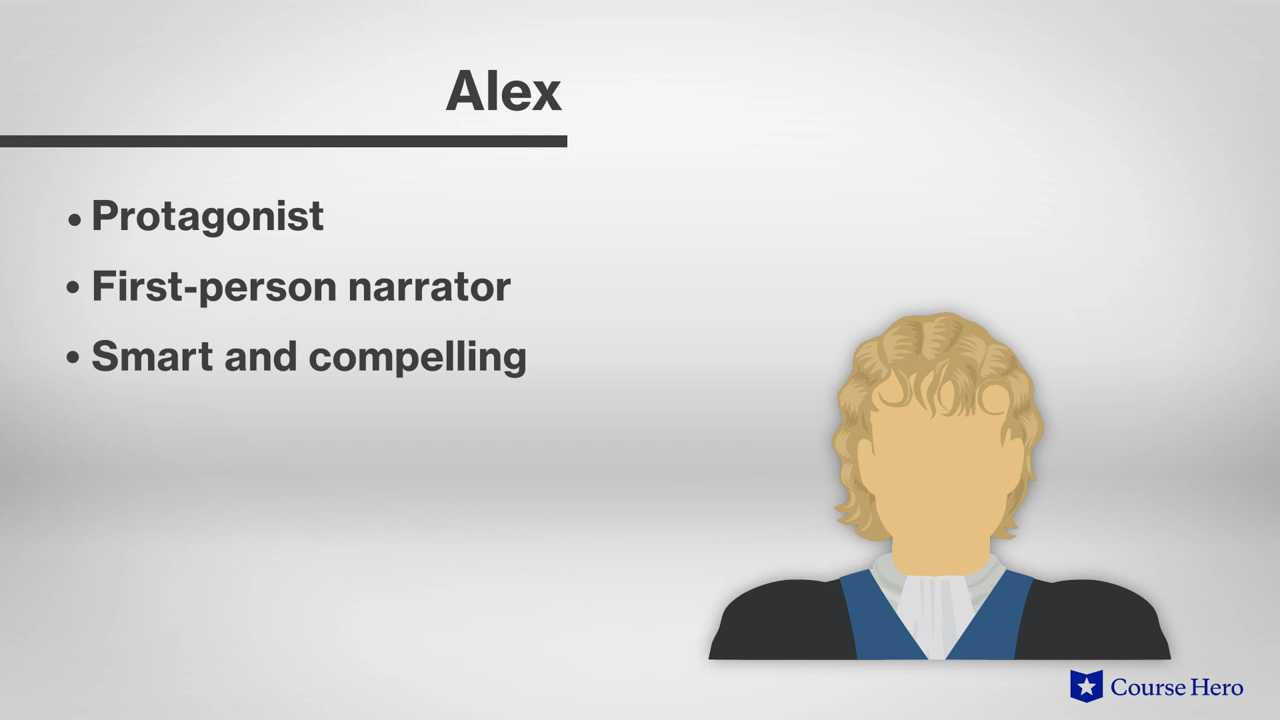 Alex
• Protagonist
• First-person narrator
• Smart and compelling
Course Hero